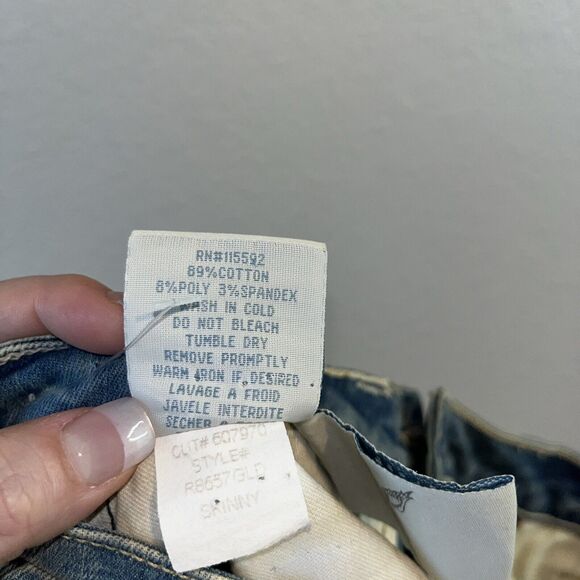 RN#115592
89%COTTON
8%POLY 3%SPANDEX
WASH IN COLD
DO NOT BLEACH
TUMBLE DRY
REMOVE PROMPTLY
WARM IRON IF DESIRED
LAVAGE A FROID
JAVELE INTERDITE
SECHER
CUT# 607970
STYLE#
R8657GLD
SKINNY